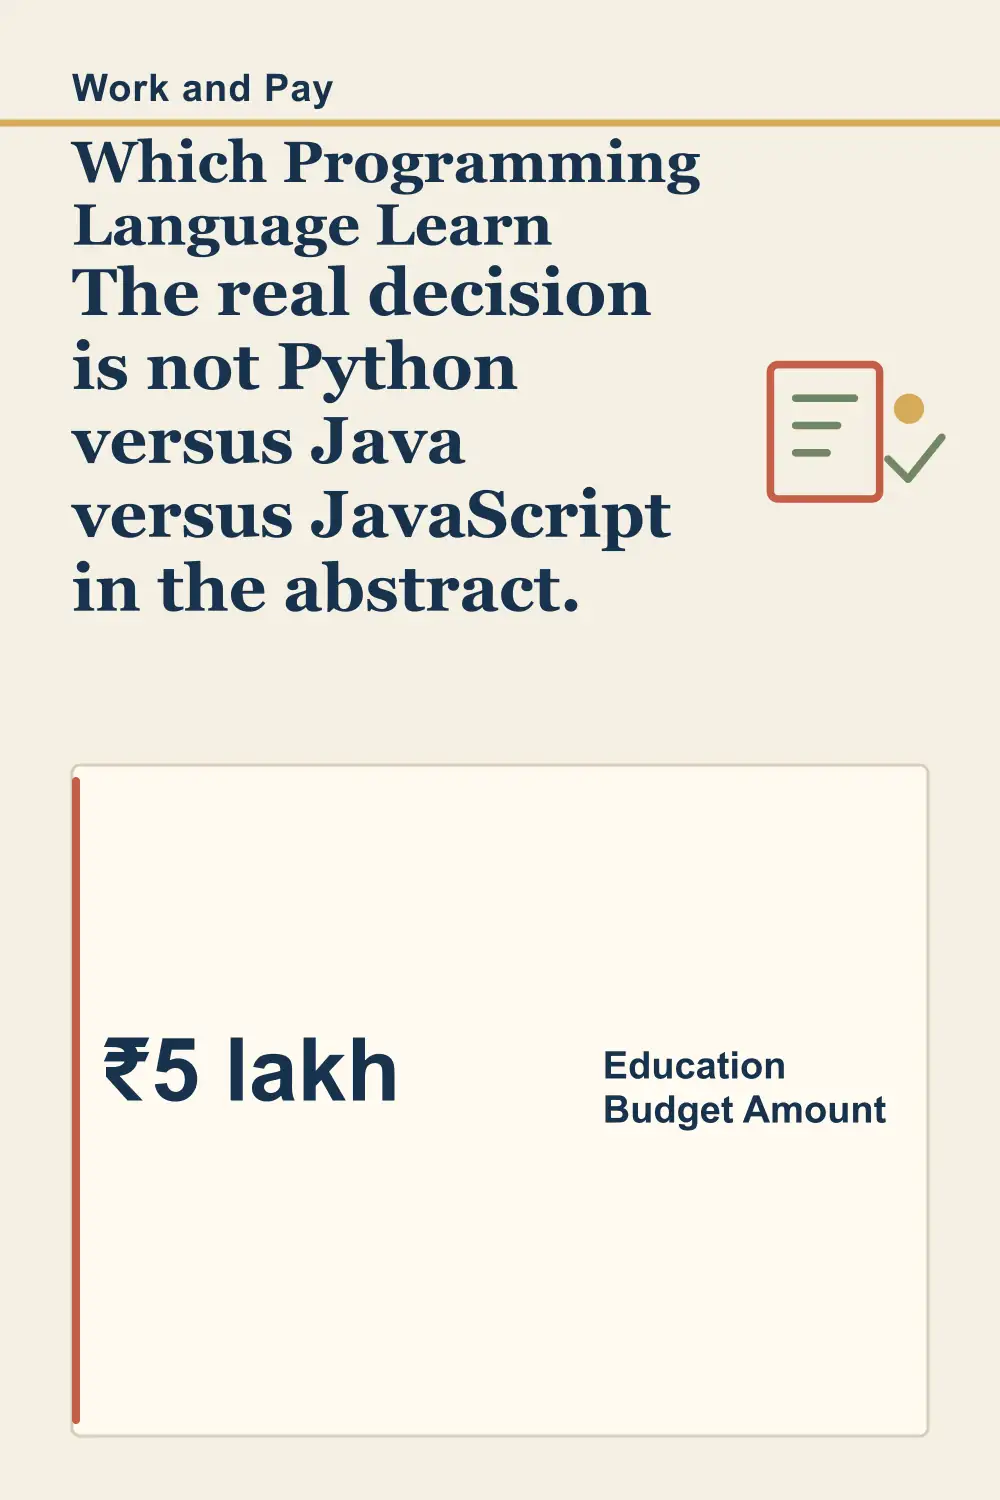 Work and Pay
Which Programming
Language Learn
The real decision
is not Python
versus Java
versus JavaScript
in the abstract.
₹5 lakh
Education
Budget Amount